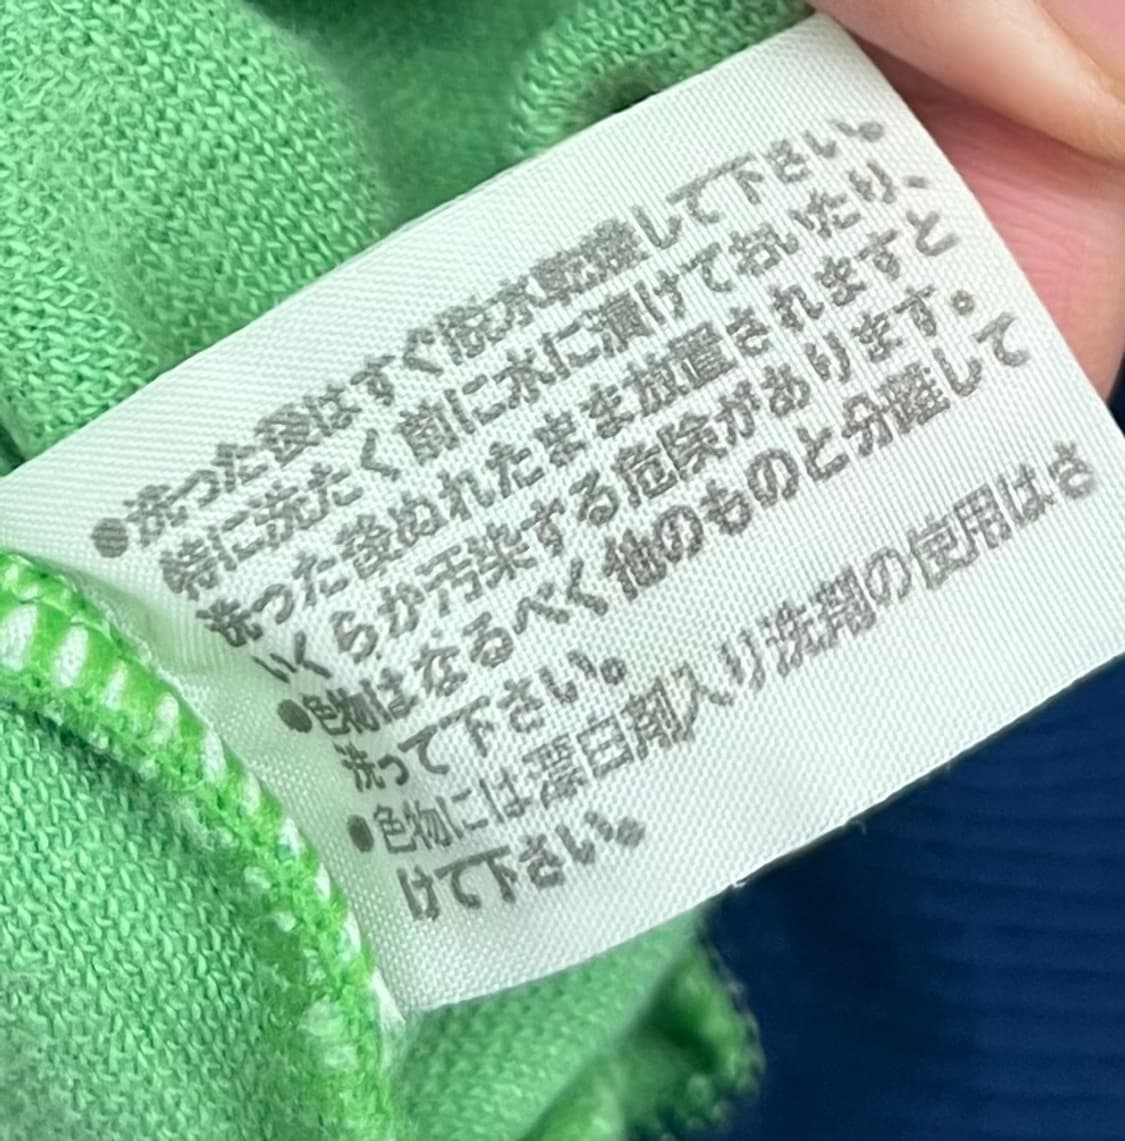 ●洗った後はすぐ脱水乾燥して下さい。
特に洗たく前に水に漬けておいたり、
洗った後ぬれたまま放置されますと
いくらか汚染する危険があります。
●色物はなるべく他のものと分離して
洗って下さい。
●色物には漂白剤入り洗剤の使用はさ
けて下さい。